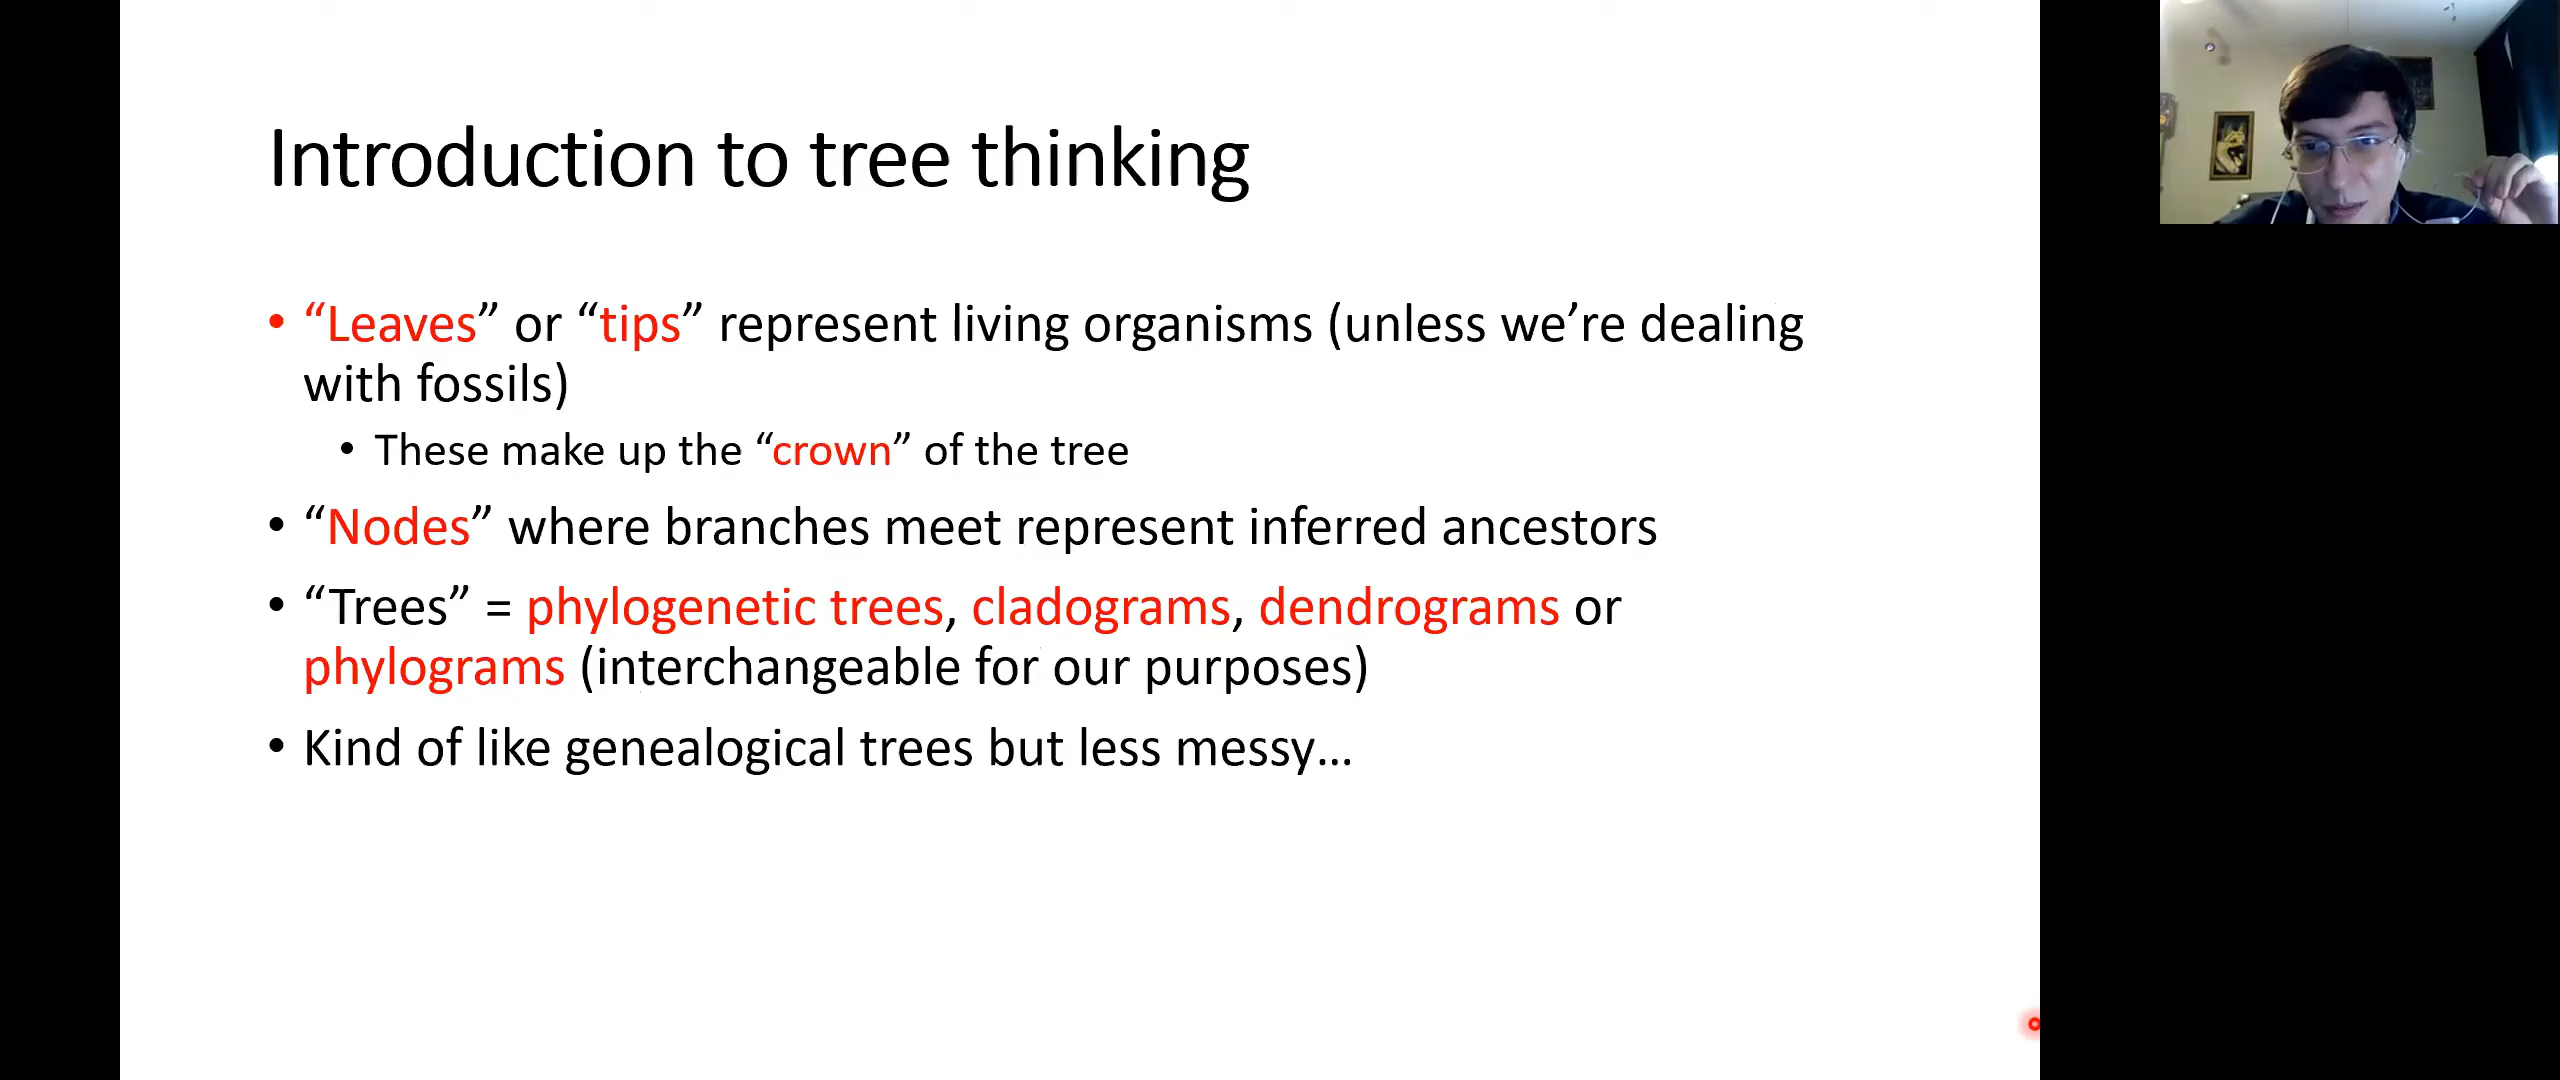 Introduction to tree thinking
• “Leaves” or “tips” represent living organisms (unless we’re dealing
with fossils)
• These make up the “crown” of the tree
• “Nodes” where branches meet represent inferred ancestors
• “Trees” = phylogenetic trees, cladograms, dendrograms or
phylograms (interchangeable for our purposes)
• Kind of like genealogical trees but less messy…